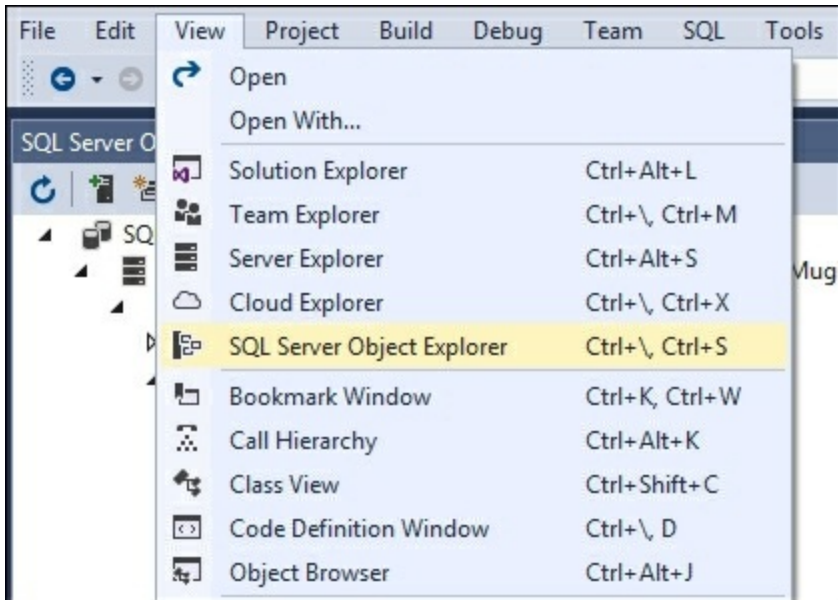 File Edit View Project Build Debug Team SQL Tools
Open
Open With...
SQL Server O
Solution Explorer Ctrl+Alt+L
Team Explorer Ctrl+\, Ctrl+M
SQ
Server Explorer Ctrl+Alt+S
Mug
Cloud Explorer Ctrl+\, Ctrl+X
SQL Server Object Explorer Ctrl+\, Ctrl+S
Bookmark Window Ctrl+K, Ctrl+W
Call Hierarchy Ctrl+Alt+K
Class View Ctrl+Shift+C
Code Definition Window Ctrl+\, D
Object Browser Ctrl+Alt+J